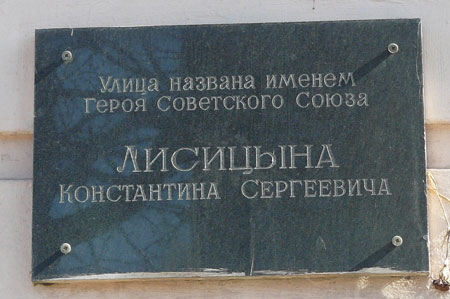 Улица названа именем
Героя Советского Союза
Лисицына
Константина Сергеевича